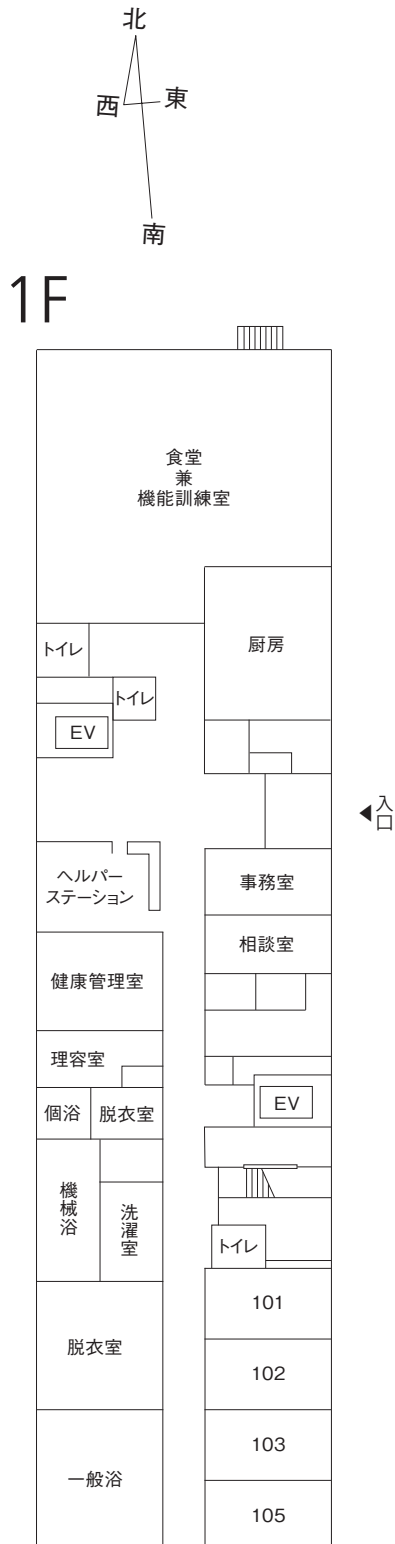 北
西
東
南
1F
食堂
兼
機能訓練室
厨房
トイレ
トイレ
EV
入口
ヘルパー
ステーション
事務室
相談室
健康管理室
理容室
個浴
脱衣室
EV
機械浴
洗濯室
トイレ
101
脱衣室
102
103
一般浴
105